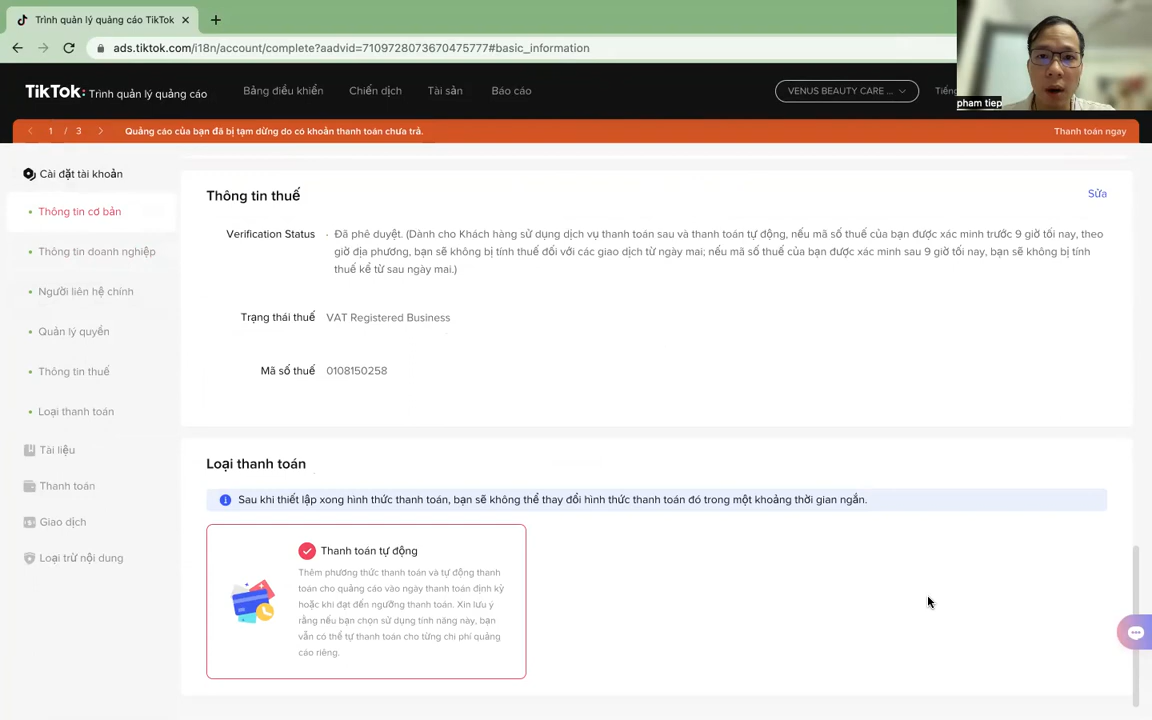 Trình quản lý quảng cáo TikTok
ads.tiktok.com/i18n/account/complete?aadvid=7109728073670475777#basic_information
pham tiep
TikTok: Trình quản lý quảng cáo
Bảng điều khiển
Chiến dịch
Tài sản
Báo cáo
VENUS BEAUTY CARE ...
Tiếng
1 / 3
Quảng cáo của bạn đã bị tạm dừng do có khoản thanh toán chưa trả.
Thanh toán ngay
Cài đặt tài khoản
Thông tin cơ bản
Thông tin doanh nghiệp
Người liên hệ chính
Quản lý quyền
Thông tin thuế
Loại thanh toán
Tài liệu
Thanh toán
Giao dịch
Loại trừ nội dung
Thông tin thuế
Sửa
Verification Status
· Đã phê duyệt. (Dành cho Khách hàng sử dụng dịch vụ thanh toán sau và thanh toán tự động, nếu mã số thuế của bạn được xác minh trước 9 giờ tối nay, theo
giờ địa phương, bạn sẽ không bị tính thuế đối với các giao dịch từ ngày mai; nếu mã số thuế của bạn được xác minh sau 9 giờ tối nay, bạn sẽ không bị tính
thuế kể từ sau ngày mai.)
Trạng thái thuế VAT Registered Business
Mã số thuế 0108150258
Loại thanh toán
Sau khi thiết lập xong hình thức thanh toán, bạn sẽ không thể thay đổi hình thức thanh toán đó trong một khoảng thời gian ngắn.
Thanh toán tự động
Thêm phương thức thanh toán và tự động thanh
toán cho quảng cáo vào ngày thanh toán định kỳ
hoặc khi đạt đến ngưỡng thanh toán. Xin lưu ý
rằng nếu bạn chọn sử dụng tính năng này, bạn
vẫn có thể tự thanh toán cho từng chi phí quảng
cáo riêng.